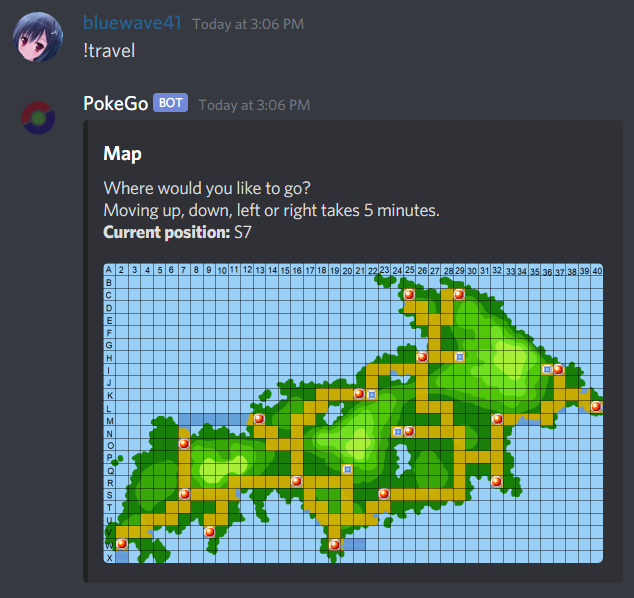 bluewave41 Today at 3:06 PM
!travel
PokeGo BOT Today at 3:06 PM
Map
Where would you like to go?
Moving up, down, left or right takes 5 minutes.
Current position: S7
A 2 3 4 5 6 7 8 9 10 11 12 13 14 15 16 17 18 19 20 21 22 23 24 25 26 27 28 29 30 31 32 33 34 35 36 37 38 39 40
B
C
D
E
F
G
H
I
J
K
L
M
N
O
P
Q
R
S
T
U
V
W
X